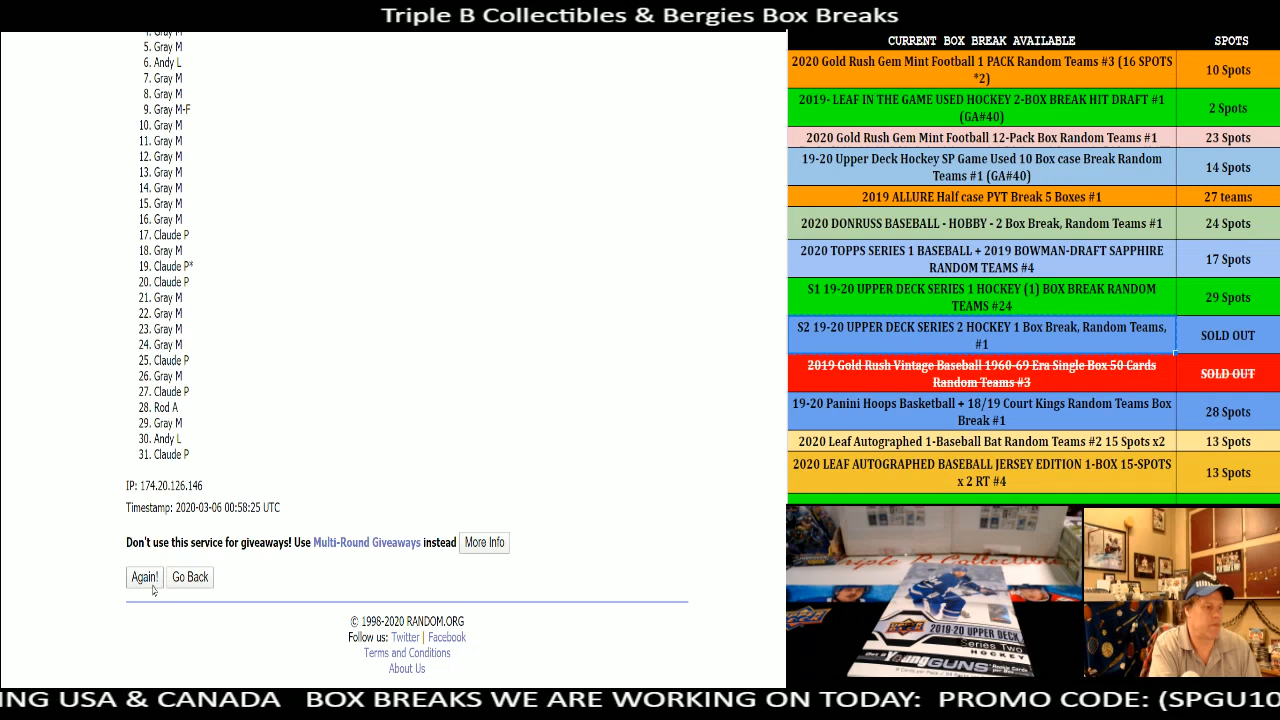 Triple B Collectibles & Bergies Box Breaks
4. Gray M
5. Gray M
6. Andy L
7. Gray M
8. Gray M
9. Gray M-F
10. Gray M
11. Gray M
12. Gray M
13. Gray M
14. Gray M
15. Gray M
16. Gray M
17. Claude P
18. Gray M
19. Claude P*
20. Claude P
21. Gray M
22. Gray M
23. Gray M
24. Gray M
25. Claude P
26. Gray M
27. Claude P
28. Rod A
29. Gray M
30. Andy L
31. Claude P
IP: 174.20.126.146
Timestamp: 2020-03-06 00:58:25 UTC
Don't use this service for giveaways! Use Multi-Round Giveaways instead More Info
Again! Go Back
© 1998-2020 RANDOM.ORG
Follow us: Twitter | Facebook
Terms and Conditions
About Us
CURRENT BOX BREAK AVAILABLE SPOTS
2020 Gold Rush Gem Mint Football 1 PACK Random Teams #3 (16 SPOTS
*2)
10 Spots
2019- LEAF IN THE GAME USED HOCKEY 2-BOX BREAK HIT DRAFT #1
(GA#40)
2 Spots
2020 Gold Rush Gem Mint Football 12-Pack Box Random Teams #1 23 Spots
19-20 Upper Deck Hockey SP Game Used 10 Box case Break Random
Teams #1 (GA#40)
14 Spots
2019 ALLURE Half case PYT Break 5 Boxes #1 27 teams
2020 DONRUSS BASEBALL - HOBBY - 2 Box Break, Random Teams #1 24 Spots
2020 TOPPS SERIES 1 BASEBALL + 2019 BOWMAN-DRAFT SAPPHIRE
RANDOM TEAMS #4
17 Spots
S1 19-20 UPPER DECK SERIES 1 HOCKEY (1) BOX BREAK RANDOM
TEAMS #24
29 Spots
S2 19-20 UPPER DECK SERIES 2 HOCKEY 1 Box Break, Random Teams,
#1
SOLD OUT
2019 Gold Rush Vintage Baseball 1960-69 Era Single Box 50 Cards
Random Teams #3
SOLD OUT
19-20 Panini Hoops Basketball + 18/19 Court Kings Random Teams Box
Break #1
28 Spots
2020 Leaf Autographed 1-Baseball Bat Random Teams #2 15 Spots x2 13 Spots
2020 LEAF AUTOGRAPHED BASEBALL JERSEY EDITION 1-BOX 15-SPOTS
x 2 RT #4
13 Spots
Triple B Collectibles
UPPER DECK
2019-20 UPPER DECK
Series Two
HOCKEY
Young GUNS
ING USA & CANADA BOX BREAKS WE ARE WORKING ON TODAY: PROMO CODE: (SPGU10